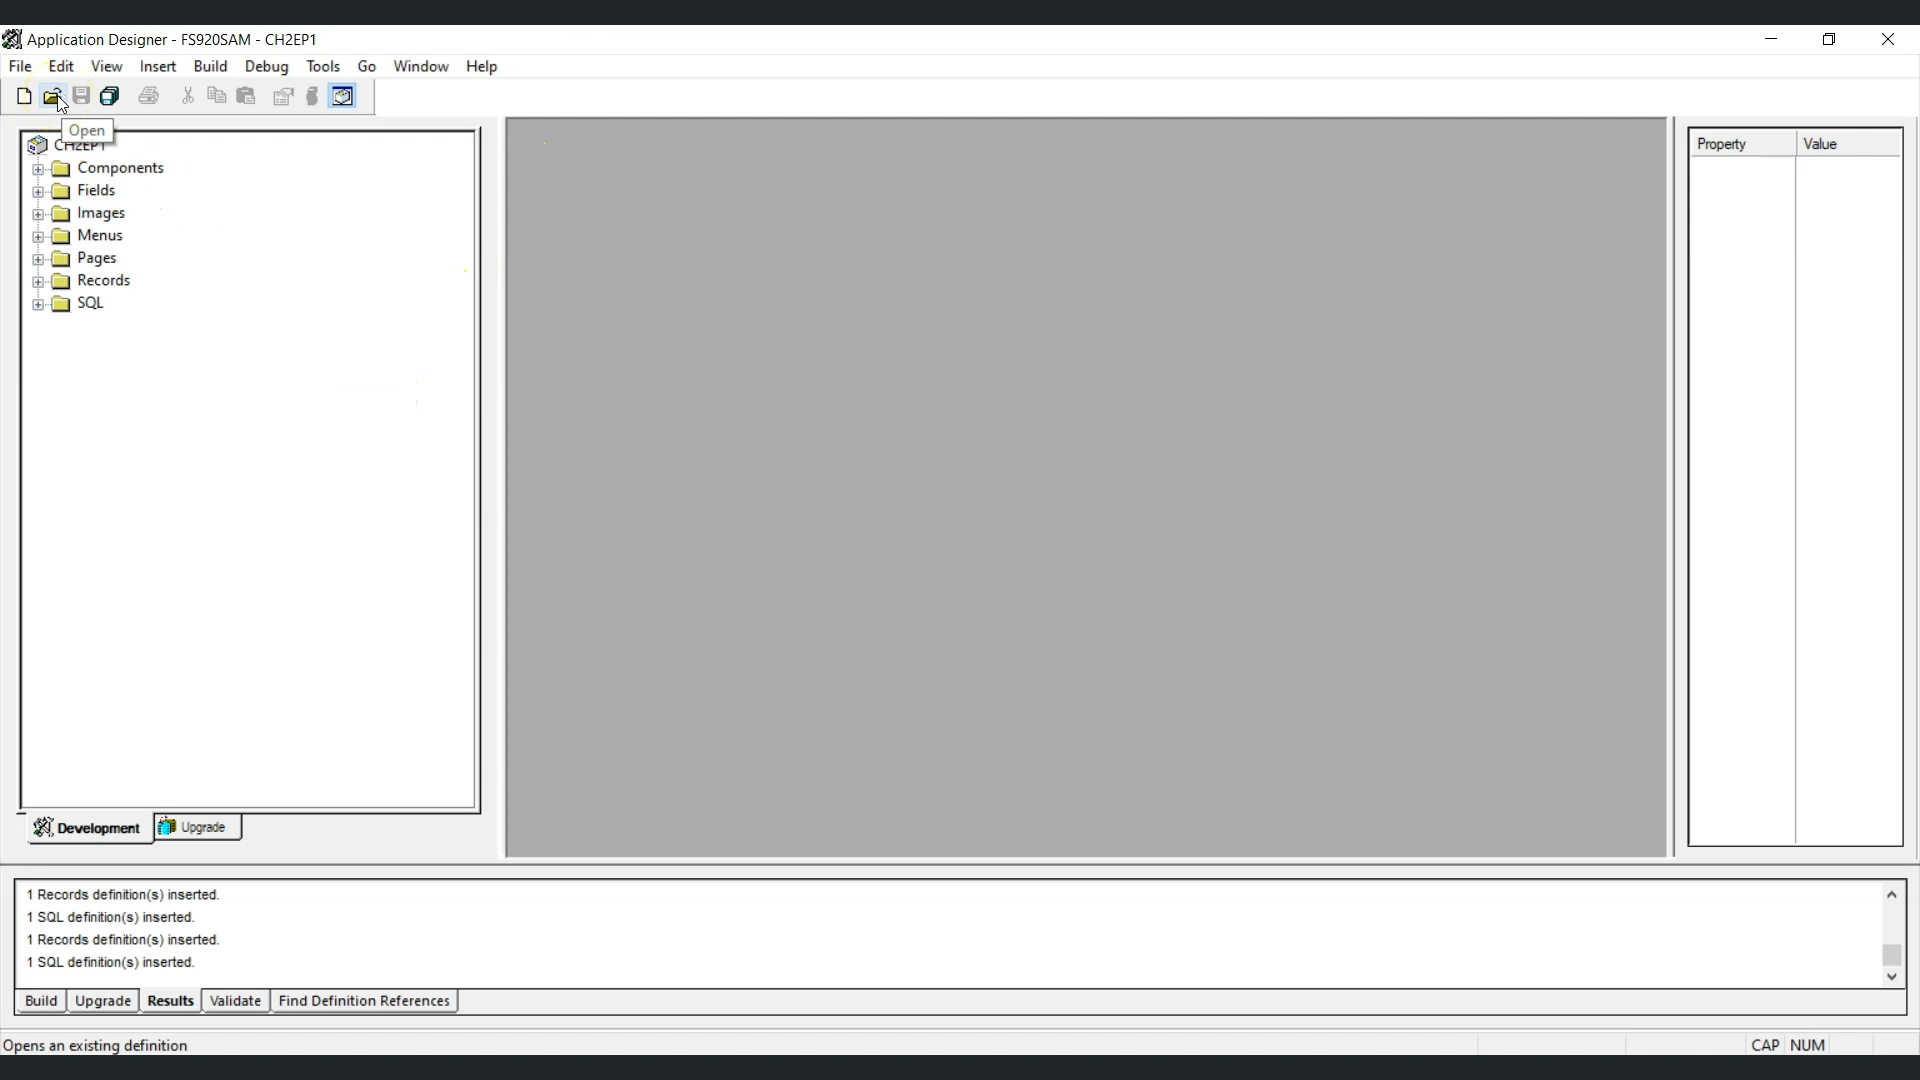 Application Designer - FS920SAM - CH2EP1
File Edit View Insert Build Debug Tools Go Window Help
Open
CH2EP1
Components
Fields
Images
Menus
Pages
Records
SQL
Property Value
Development Upgrade
1 Records definition(s) inserted.
1 SQL definition(s) inserted.
1 Records definition(s) inserted.
1 SQL definition(s) inserted.
Build Upgrade Results Validate Find Definition References
Opens an existing definition CAP NUM